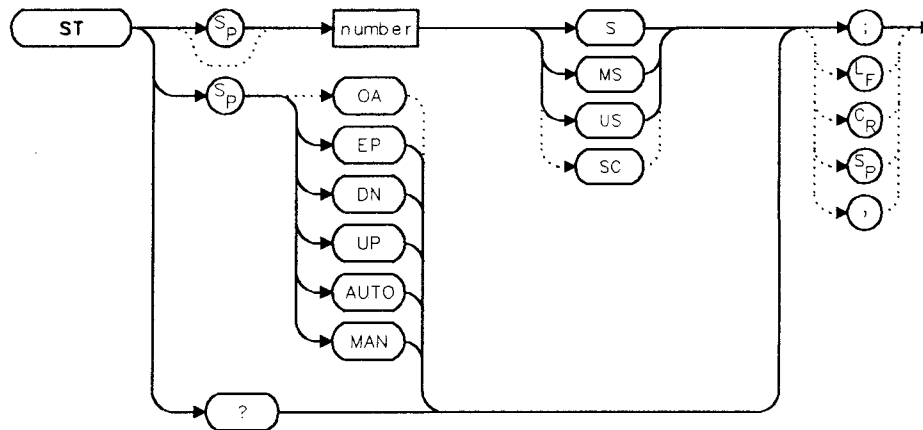 ST SP number S ;
MS LF
SP OA US CR
EP SC SP
DN ,
UP
AUTO
MAN
?